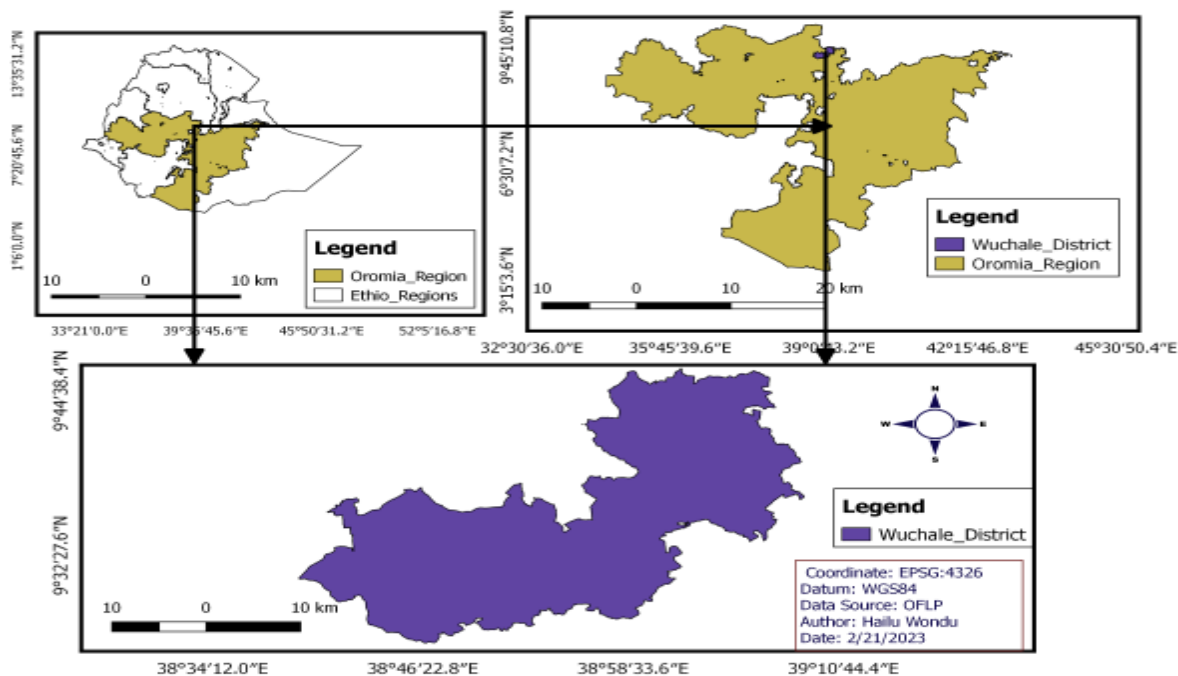 13°35′31.2″N
7°20′45.6″N
1°6′0.0″N
Legend
Oromia_Region
Ethio_Regions
10 0 10 km
33°21′0.0″E 45°50′31.2″E 52°5′16.8″E
9°45′10.8″N
6°30′7.2″N
3°15′3.6″N
Legend
Wuchale_District
Oromia_Region
10 0 10 20 km
32°30′36.0″E 35°45′39.6″E 42°15′46.8″E 45°30′50.4″E
9°44′38.4″N
9°32′27.6″N
N
W E
S
Legend
Wuchale_District
Coordinate: EPSG:4326
Datum: WGS84
Data Source: OFLP
Author: Hailu Wondu
Date: 2/21/2023
10 0 10 km
38°34′12.0″E 38°46′22.8″E 38°58′33.6″E 39°10′44.4″E